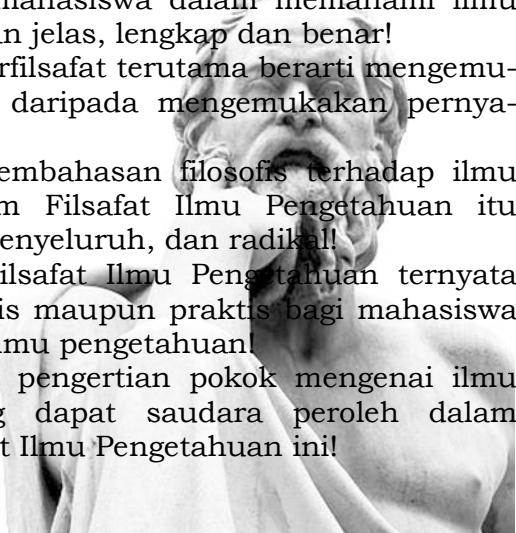 mahasiswa dalam memahami ilmu
n jelas, lengkap dan benar!
rfilsafat terutama berarti mengemu-
daripada mengemukakan pernya-
embahasan filosofis terhadap ilmu
m Filsafat Ilmu Pengetahuan itu
enyeluruh, dan radikal!
ilsafat Ilmu Pengetahuan ternyata
is maupun praktis bagi mahasiswa
lmu pengetahuan!
pengertian pokok mengenai ilmu
g dapat saudara peroleh dalam
t Ilmu Pengetahuan ini!